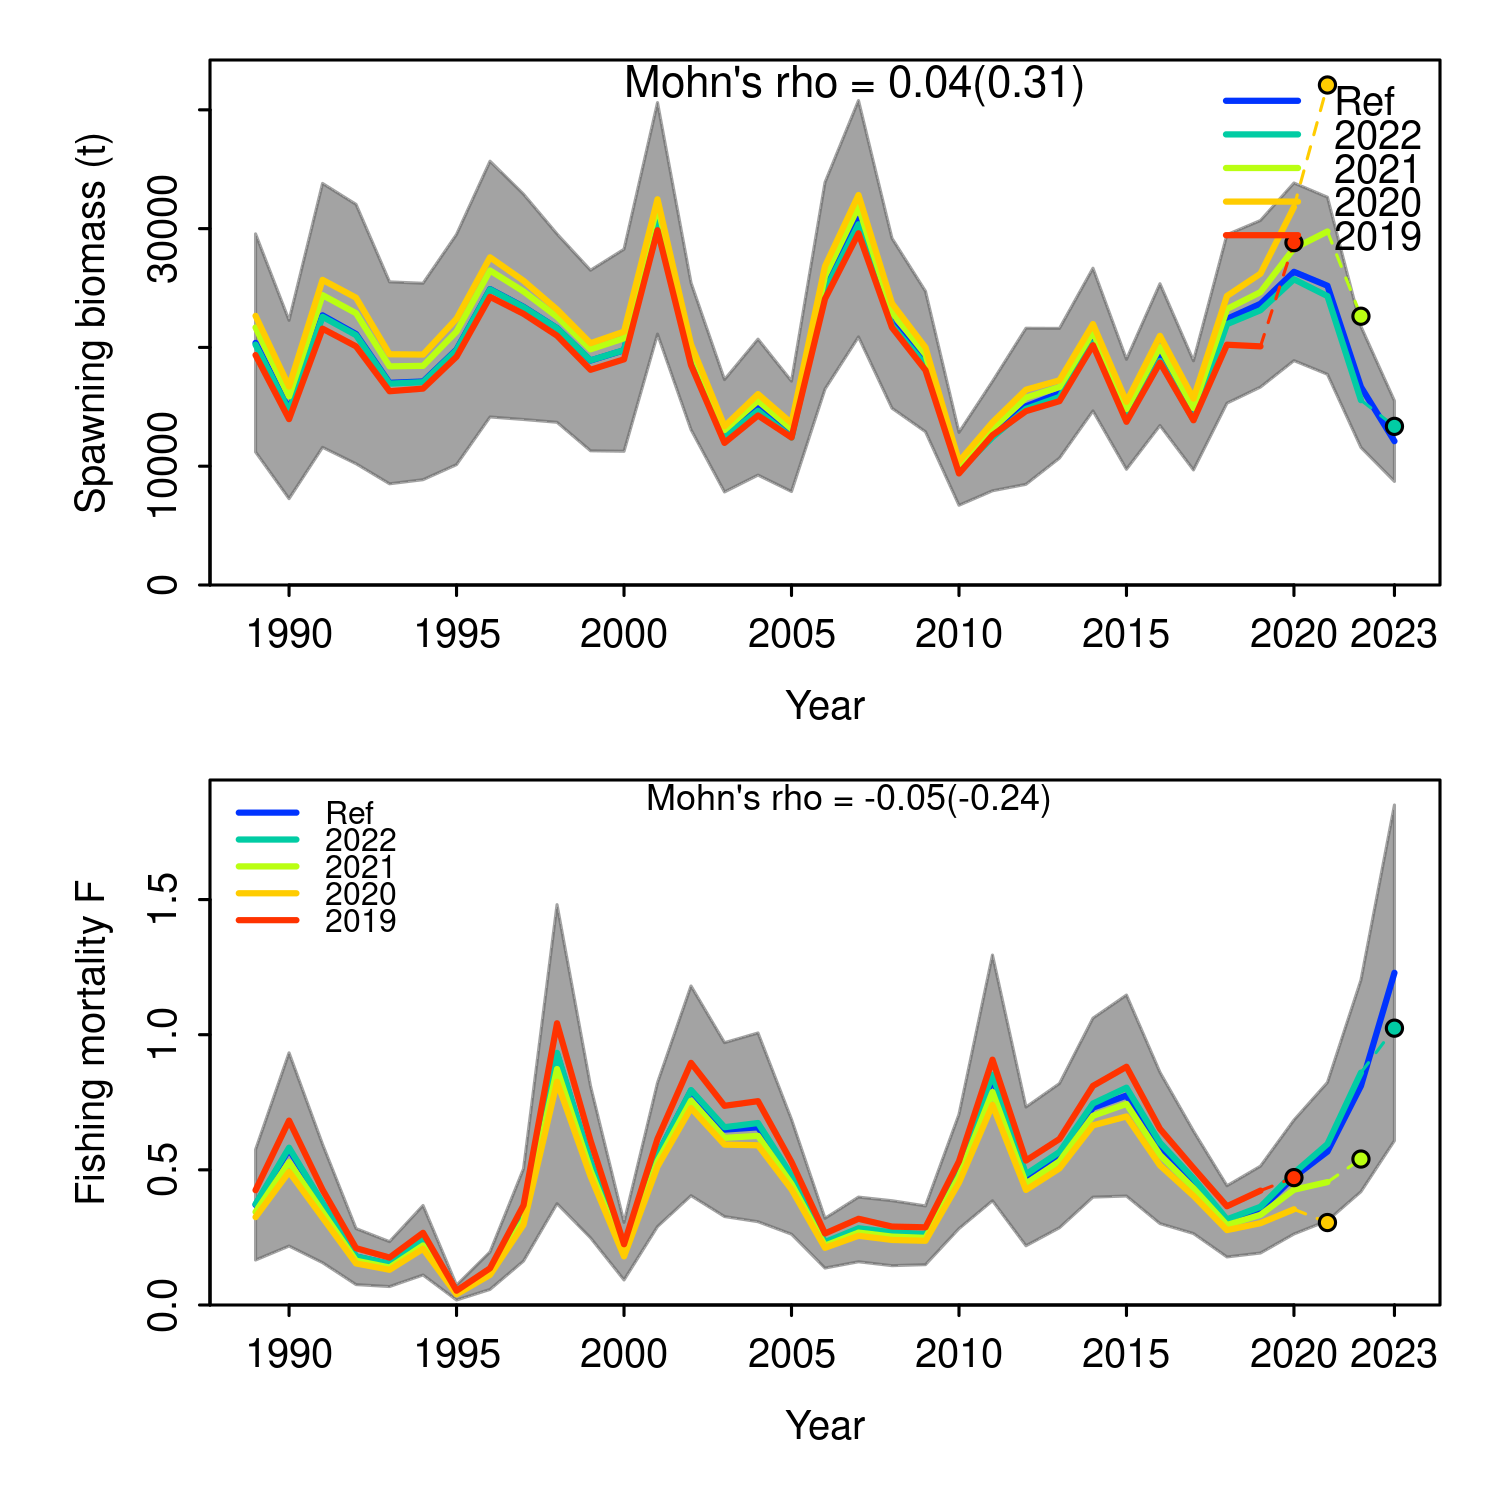 Mohn's rho = 0.04(0.31)
Ref
2022
2021
2020
2019
Spawning biomass (t)
0 10000 30000
1990 1995 2000 2005 2010 2015 2020 2023
Year
Mohn's rho = -0.05(-0.24)
Ref
2022
2021
2020
2019
Fishing mortality F
0.0 0.5 1.0 1.5
1990 1995 2000 2005 2010 2015 2020 2023
Year